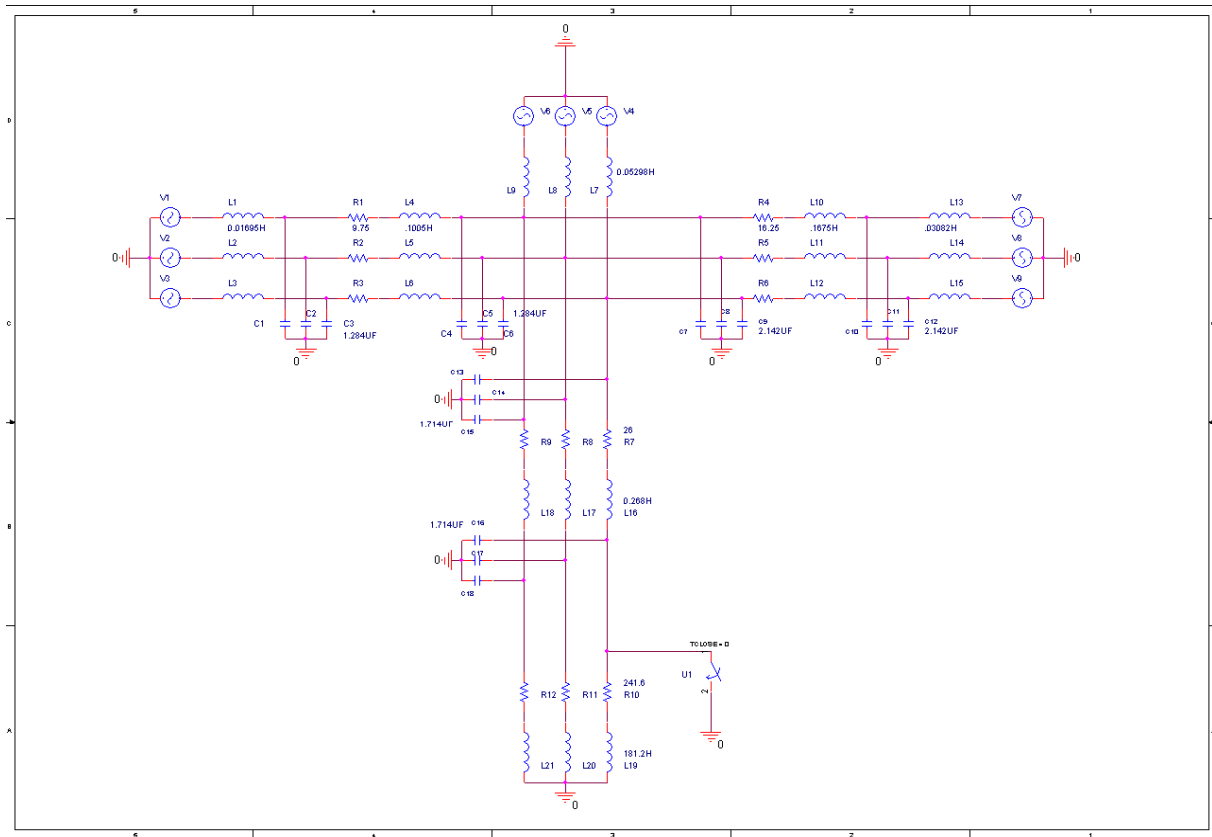 5 4 3 2 1
0
V6 V5 V4
D
0.05298H
L9 L8 L7
V1 L1 R1 L4 R4 L10 L13 V7
0.01695H 9.75 .1005H 16.25 .1675H .03082H
V2 L2 R2 L5 R5 L11 L14 V8
0 0
V3 L3 R3 L6 R6 L12 L15 V9
C2 C5 1.284UF C8 C9 C11 C12
C C1 C3 C4 C6 C7 2.142UF C10 2.142UF
1.284UF
0 0 0 0
C13
C14
0
1.714UF C15
26
R9 R8 R7
0.268H
L18 L17 L16
1.714UF C16
B
C17
0
C18
TCLOSE = 0
U1
241.6
R12 R11 R10
2
A
0
181.2H
L21 L20 L19
0
5 4 3 2 1